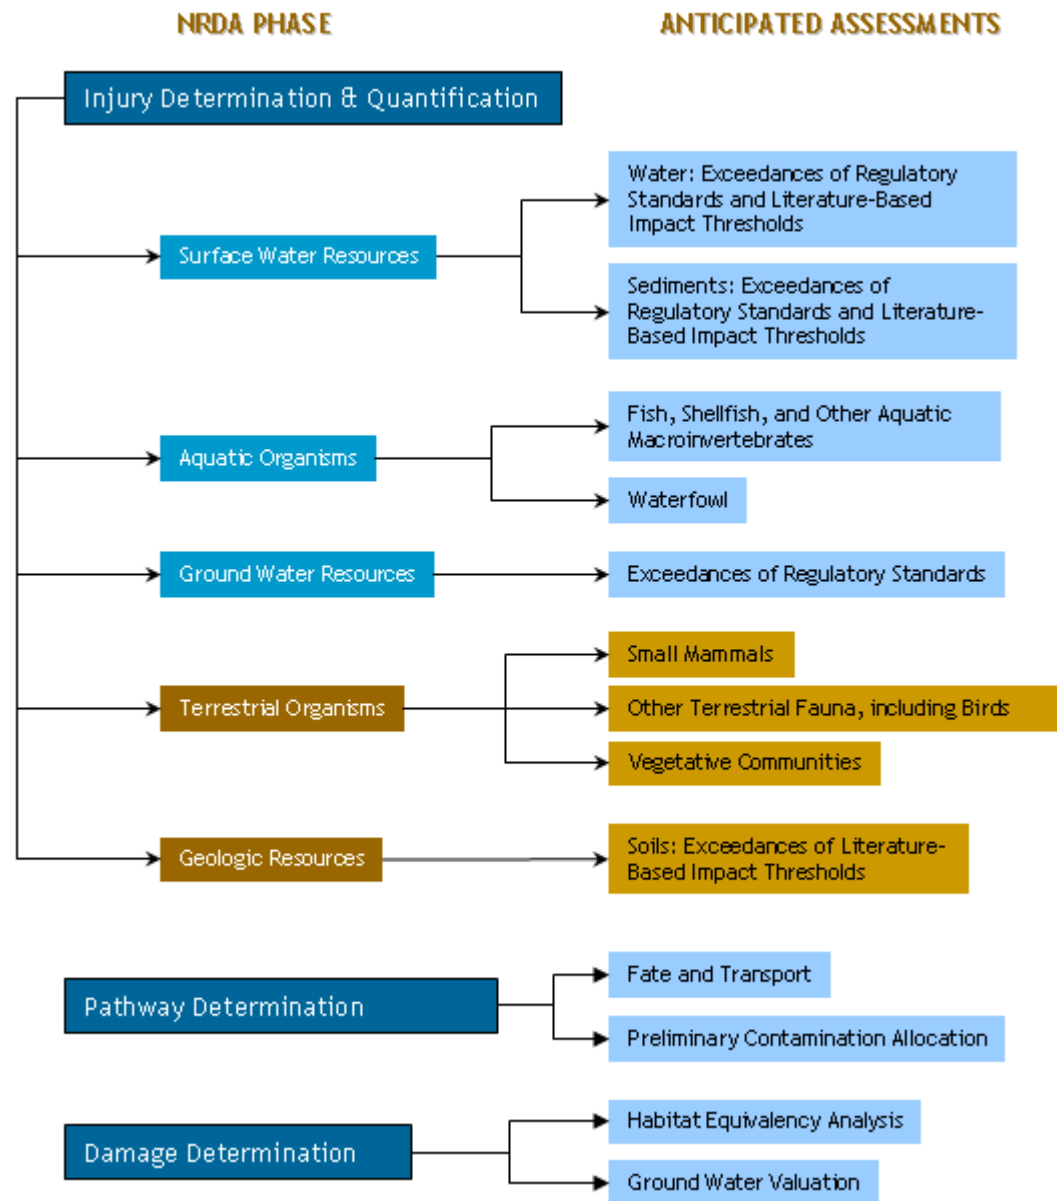 NRDA PHASE
ANTICIPATED ASSESSMENTS
Injury Determination & Quantification
Surface Water Resources
Water: Exceedances of Regulatory
Standards and Literature-Based
Impact Thresholds
Sediments: Exceedances of
Regulatory Standards and Literature-
Based Impact Thresholds
Aquatic Organisms
Fish, Shellfish, and Other Aquatic
Macroinvertebrates
Waterfowl
Ground Water Resources
Exceedances of Regulatory Standards
Terrestrial Organisms
Small Mammals
Other Terrestrial Fauna, including Birds
Vegetative Communities
Geologic Resources
Soils: Exceedances of Literature-
Based Impact Thresholds
Pathway Determination
Fate and Transport
Preliminary Contamination Allocation
Damage Determination
Habitat Equivalency Analysis
Ground Water Valuation